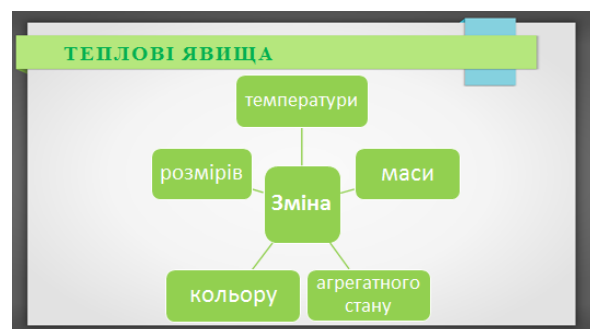 ТЕПЛОВІ ЯВИЩА
температури
розмірів
маси
Зміна
кольору
агрегатного
стану